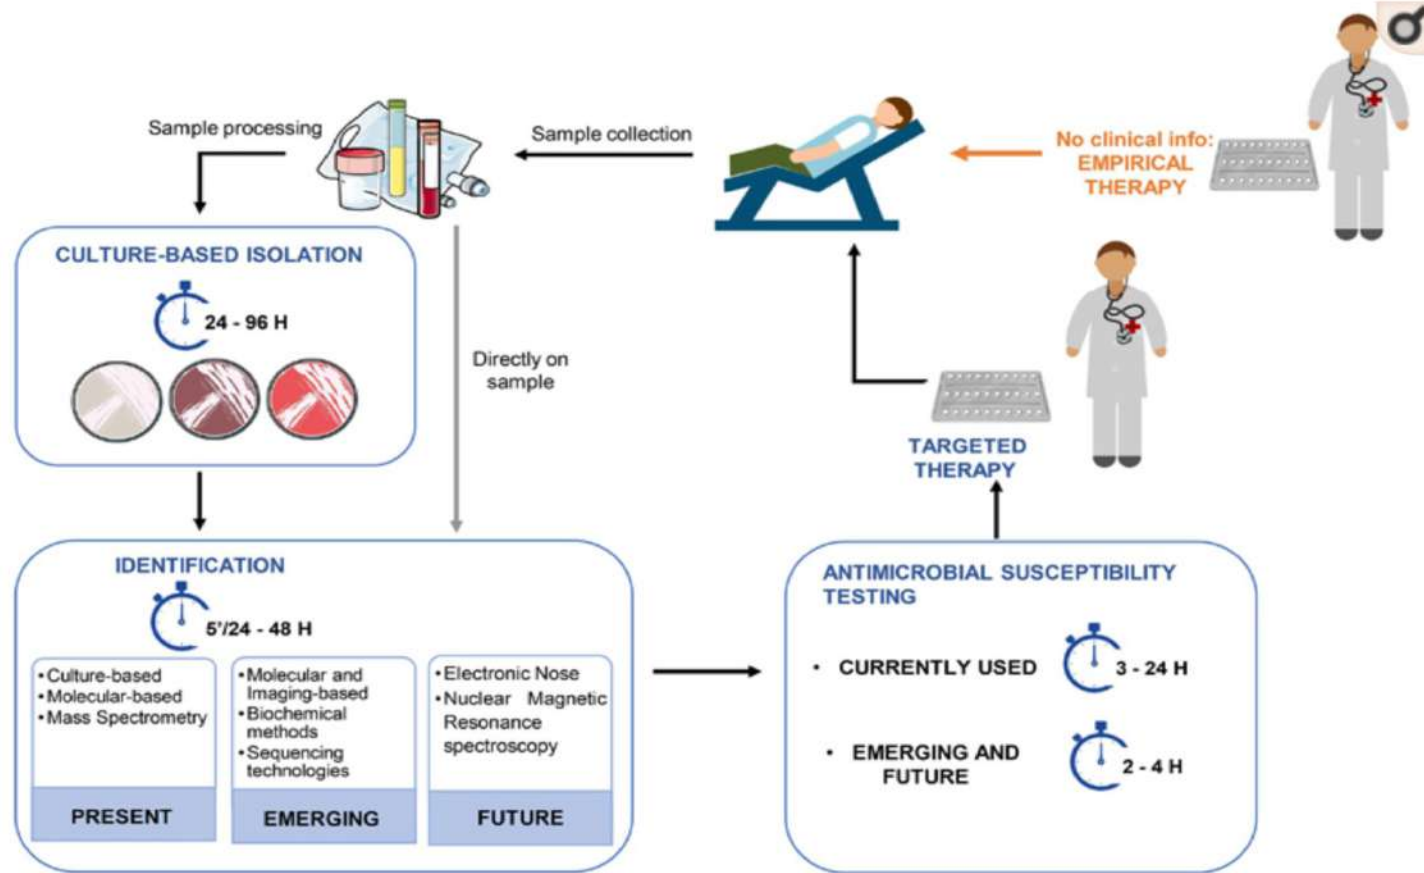 Sample processing
Sample collection
No clinical info:
EMPIRICAL
THERAPY
CULTURE-BASED ISOLATION
24 - 96 H
Directly on
sample
TARGETED
THERAPY
IDENTIFICATION
5'/24 - 48 H
•Culture-based
•Molecular-based
•Mass Spectrometry
PRESENT
•Molecular and
Imaging-based
•Biochemical
methods
•Sequencing
technologies
EMERGING
•Electronic Nose
•Nuclear Magnetic
Resonance
spectroscopy
FUTURE
ANTIMICROBIAL SUSCEPTIBILITY
TESTING
• CURRENTLY USED
3 - 24 H
• EMERGING AND
FUTURE
2 - 4 H